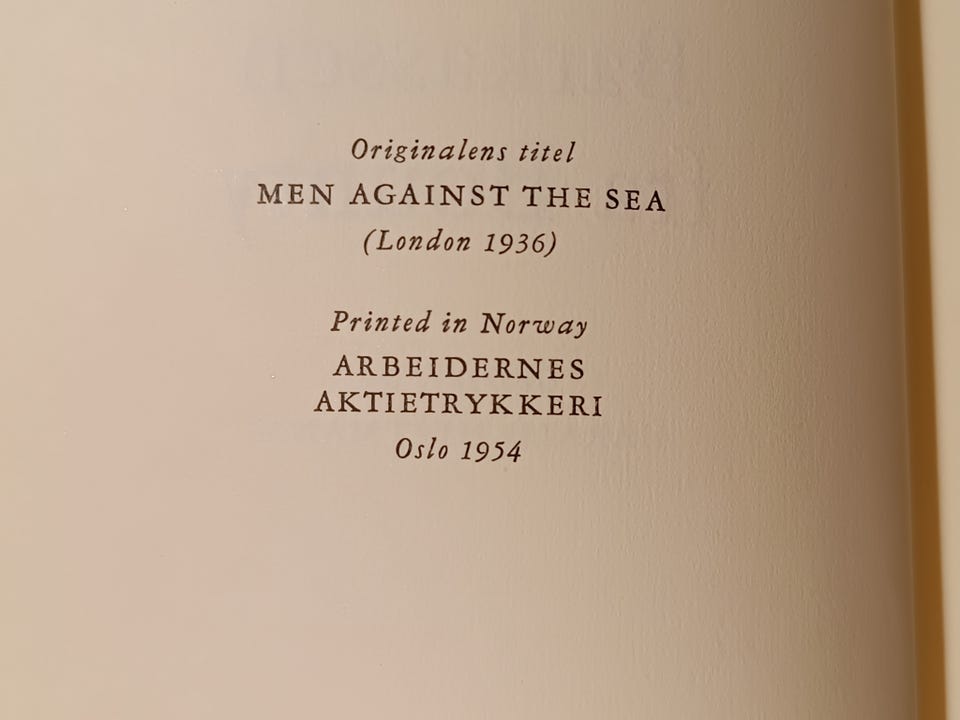 Originalens titel
MEN AGAINST THE SEA
(London 1936)
Printed in Norway
ARBEIDERNES
AKTIETRYKKERI
Oslo 1954